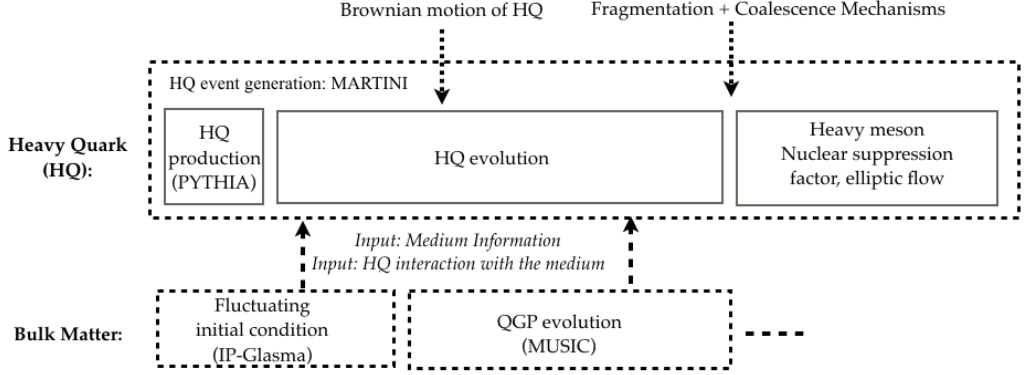 Brownian motion of HQ
Fragmentation + Coalescence Mechanisms
HQ event generation: MARTINI
Heavy Quark
(HQ):
HQ
production
(PYTHIA)
HQ evolution
Heavy meson
Nuclear suppression
factor, elliptic flow
Input: Medium Information
Input: HQ interaction with the medium
Bulk Matter:
Fluctuating
initial condition
(IP-Glasma)
QGP evolution
(MUSIC)